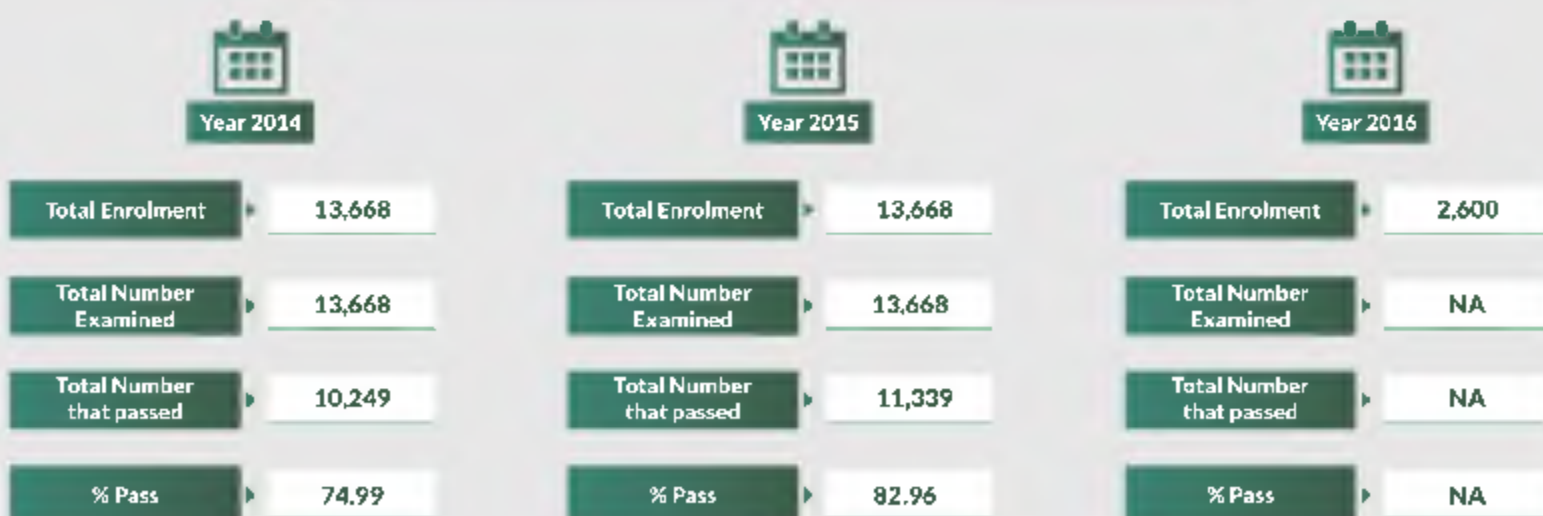 Year 2014
Year 2015
Year 2016
Total Enrolment
13,668
Total Enrolment
13,668
Total Enrolment
2,600
Total Number
Examined
13,668
Total Number
Examined
13,668
Total Number
Examined
NA
Total Number
that passed
10,249
Total Number
that passed
11,339
Total Number
that passed
NA
% Pass
74.99
% Pass
82.96
% Pass
NA